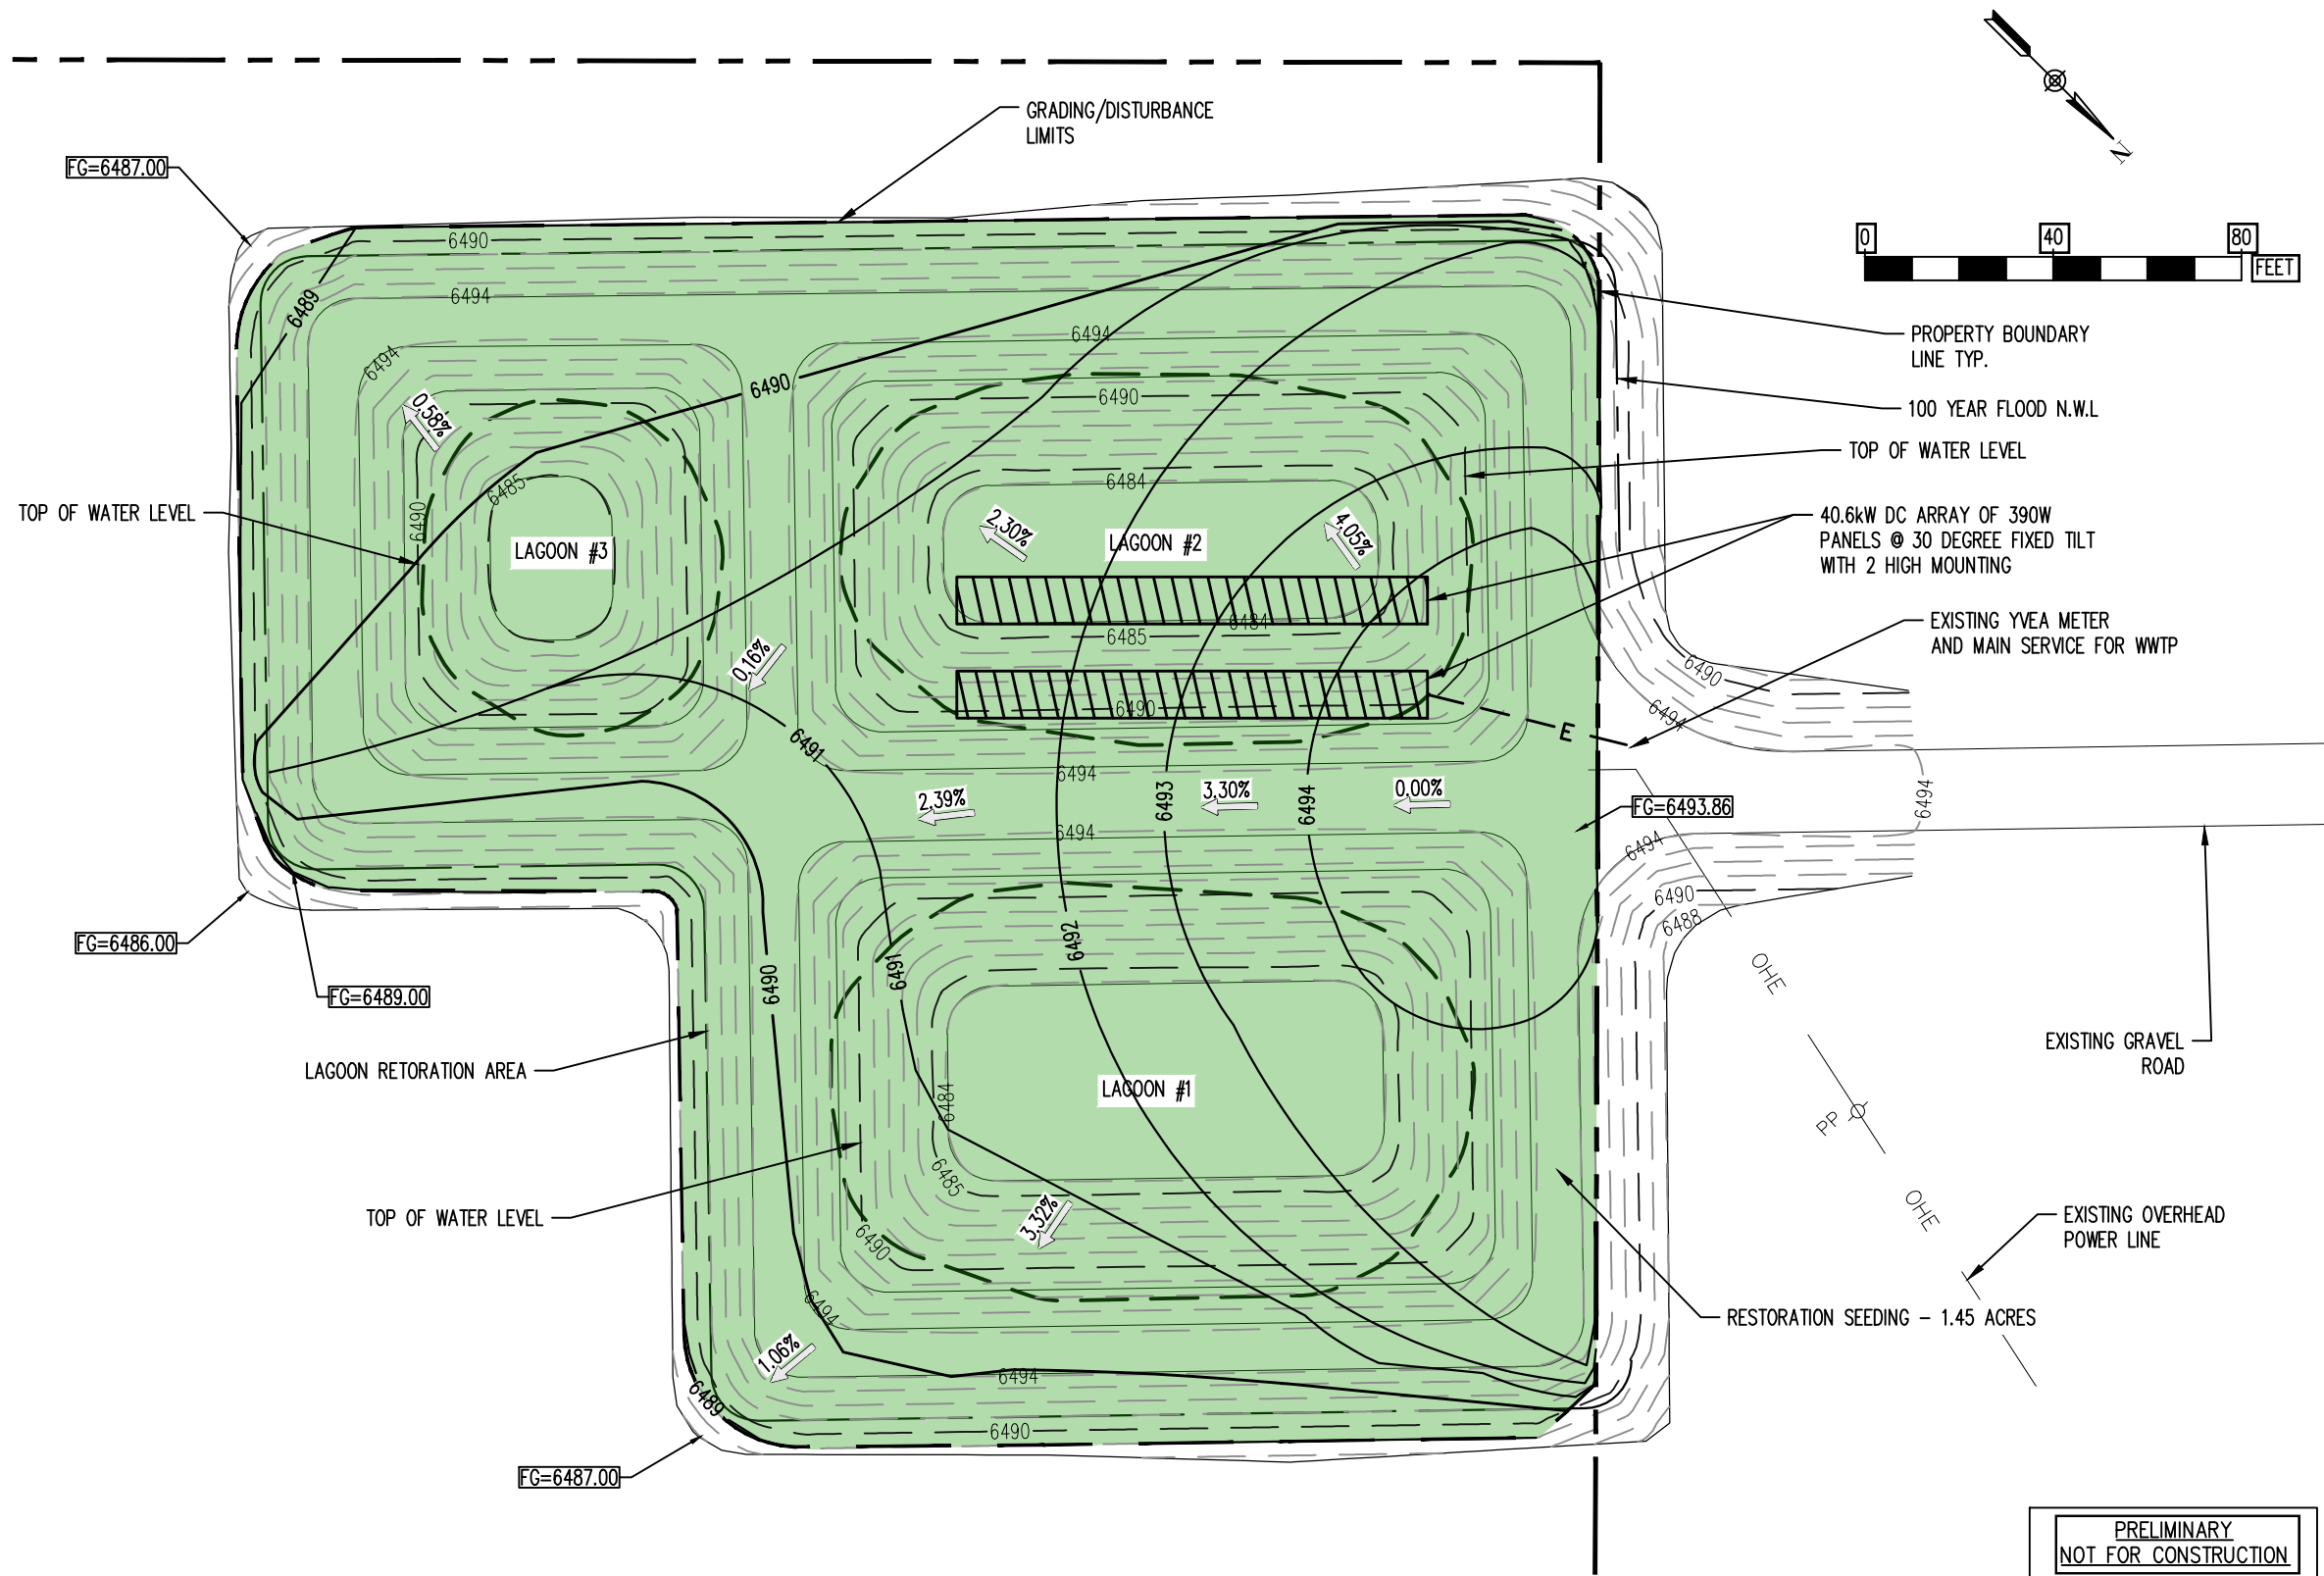 GRADING/DISTURBANCE
LIMITS
N
FG=6487.00
0
40
80
FEET
6490
6489
6494
6494
6494
PROPERTY BOUNDARY
LINE TYP.
6490
6490
100 YEAR FLOOD N.W.L
0.58%
TOP OF WATER LEVEL
6485
6484
6490
TOP OF WATER LEVEL
2.30%
4.05%
40.6kW DC ARRAY OF 390W
PANELS @ 30 DEGREE FIXED TILT
WITH 2 HIGH MOUNTING
LAGOON #3
LAGOON #2
6484
6485
EXISTING YVEA METER
AND MAIN SERVICE FOR WWTP
0.16%
6490
6490
6494
E
6491
6494
2.39%
3.30%
0.00%
6493
6494
FG=6493.86
6494
6494
6494
6490
6488
6492
FG=6486.00
6491
6490
OHE
FG=6489.00
EXISTING GRAVEL
ROAD
LAGOON RETORATION AREA
6484
LAGOON #1
PP
6485
TOP OF WATER LEVEL
3.32%
6490
OHE
EXISTING OVERHEAD
POWER LINE
6494
RESTORATION SEEDING - 1.45 ACRES
1.06%
6494
6489
6490
FG=6487.00
PRELIMINARY
NOT FOR CONSTRUCTION